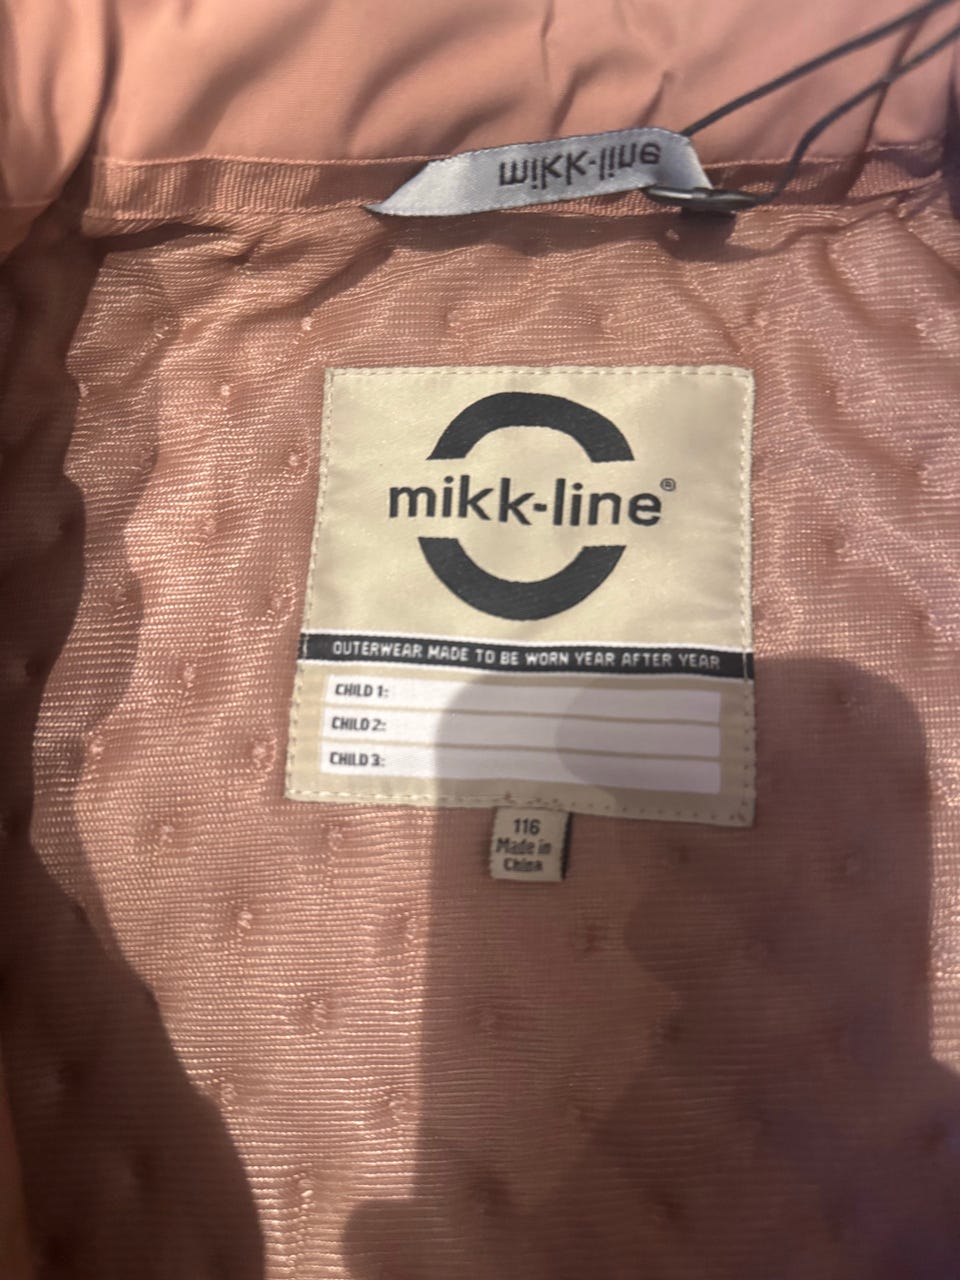 mikk-line
mikk-line®
OUTERWEAR MADE TO BE WORN YEAR AFTER YEAR
CHILD 1:
CHILD 2:
CHILD 3:
116
Made in
China